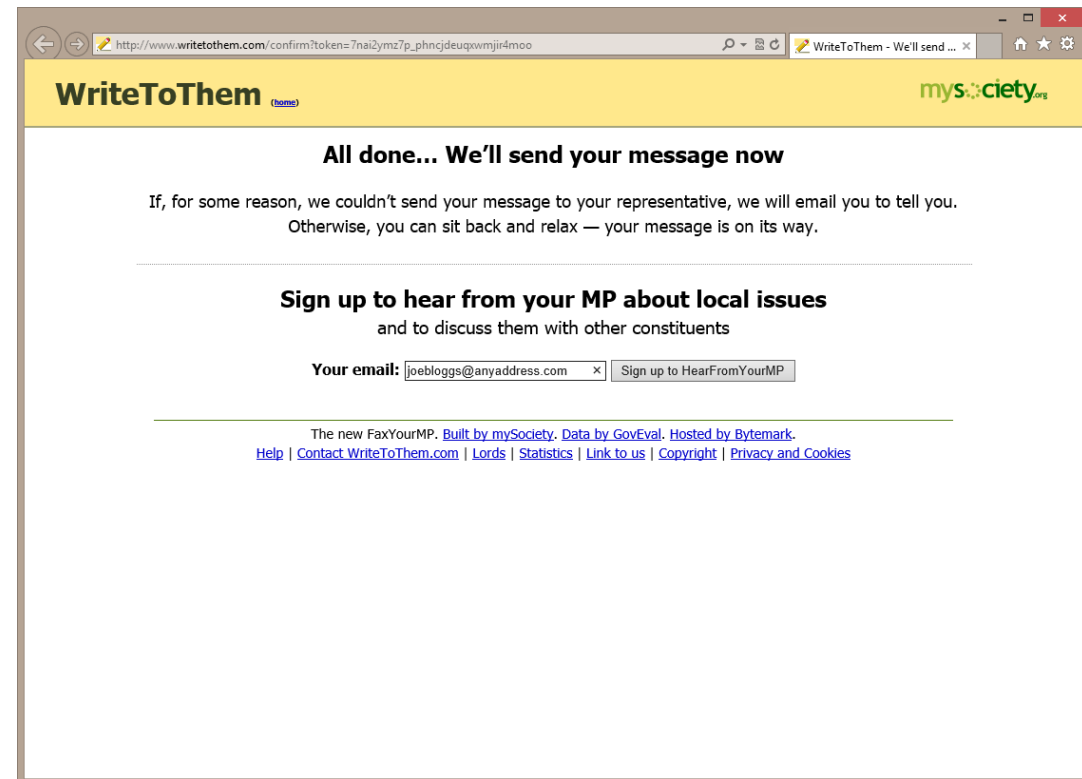 http://www.writetothem.com/confirm?token=7nai2ymz7p_phncjdeuqxwmjir4moo
WriteToThem - We'll send ...
WriteToThem (home)
mysociety.org
All done... We’ll send your message now
If, for some reason, we couldn’t send your message to your representative, we will email you to tell you.
Otherwise, you can sit back and relax — your message is on its way.
Sign up to hear from your MP about local issues
and to discuss them with other constituents
Your email: joebloggs@anyaddress.com × Sign up to HearFromYourMP
The new FaxYourMP. Built by mySociety. Data by GovEval. Hosted by Bytemark.
Help | Contact WriteToThem.com | Lords | Statistics | Link to us | Copyright | Privacy and Cookies